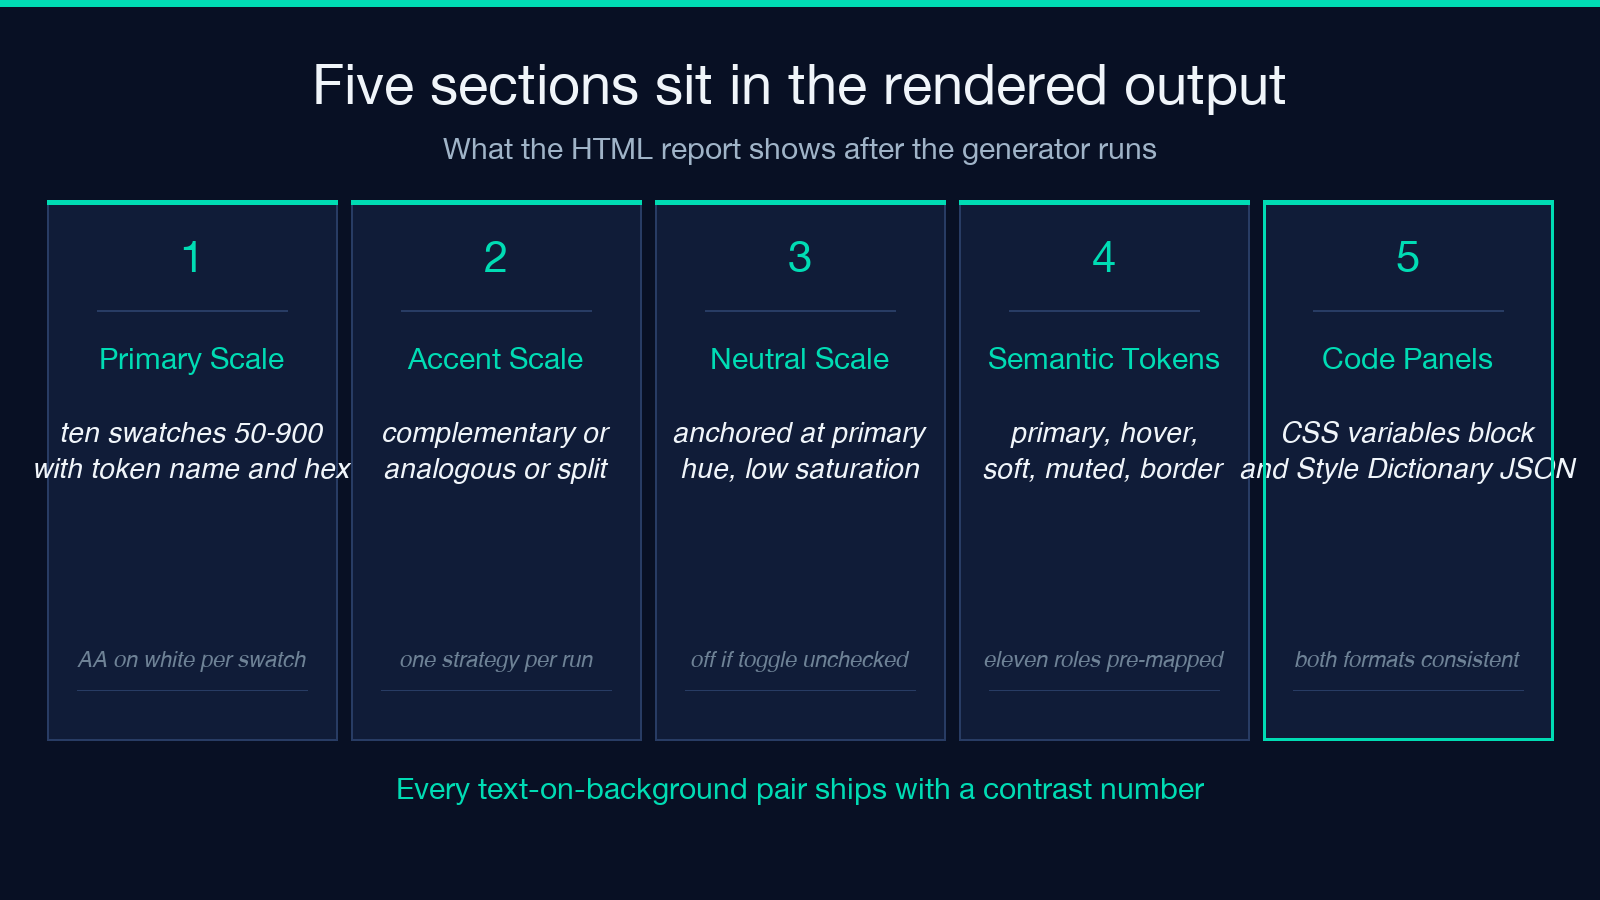 Five sections sit in the rendered output
What the HTML report shows after the generator runs
1
Primary Scale
ten swatches 50-900
with token name and hex
AA on white per swatch
2
Accent Scale
complementary or
analogous or split
one strategy per run
3
Neutral Scale
anchored at primary
hue, low saturation
off if toggle unchecked
4
Semantic Tokens
primary, hover,
soft, muted, border
eleven roles pre-mapped
5
Code Panels
CSS variables block
and Style Dictionary JSON
both formats consistent
Every text-on-background pair ships with a contrast number